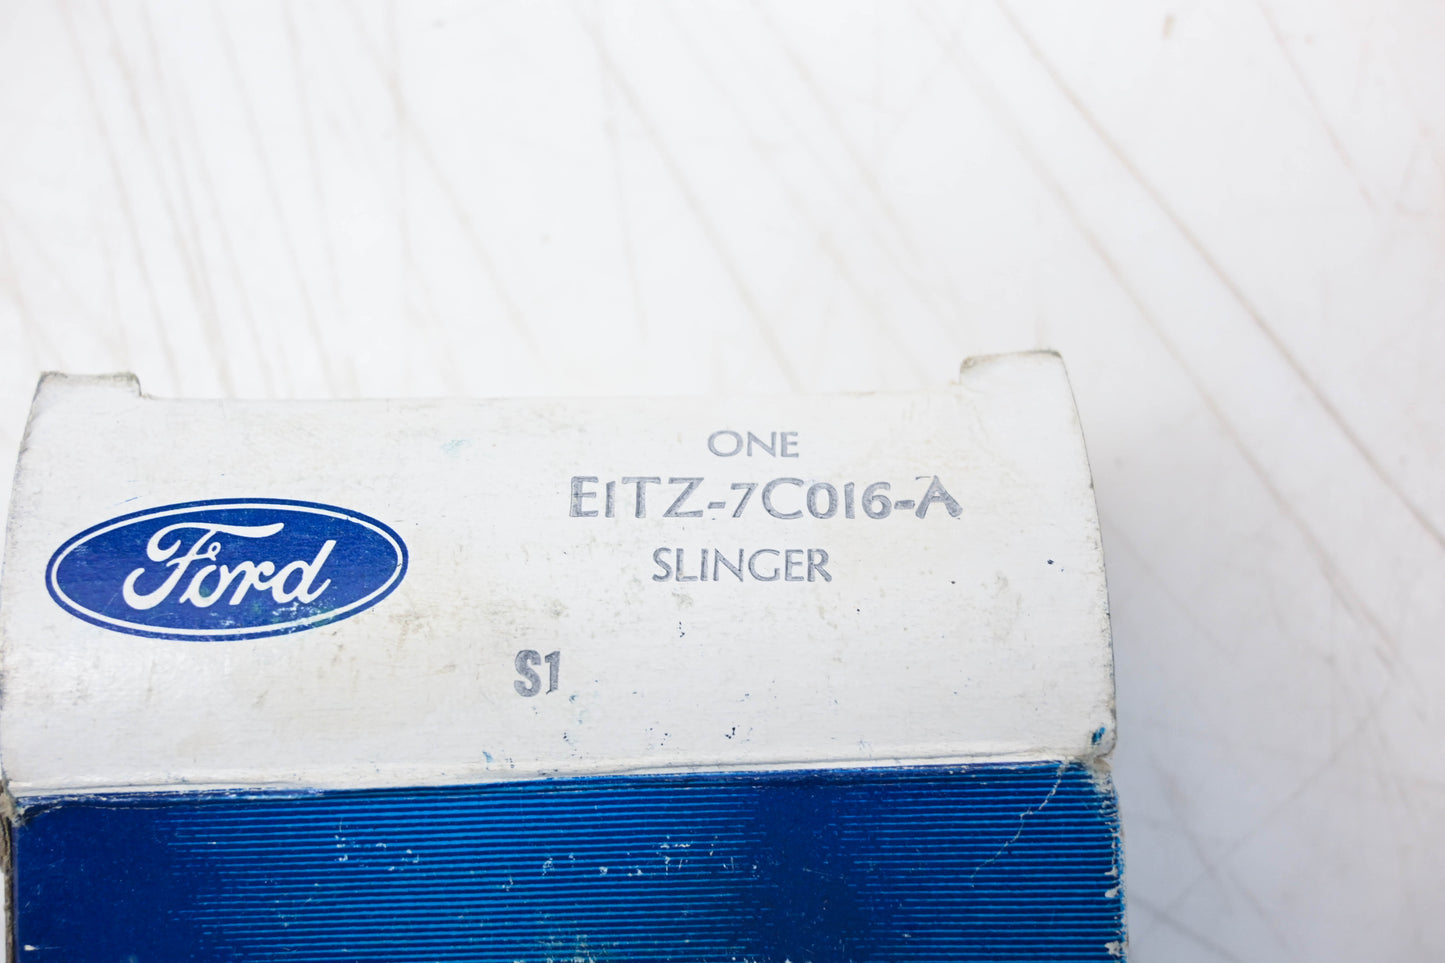 ONE
E1TZ-7C016-A
SLINGER
Ford
S1